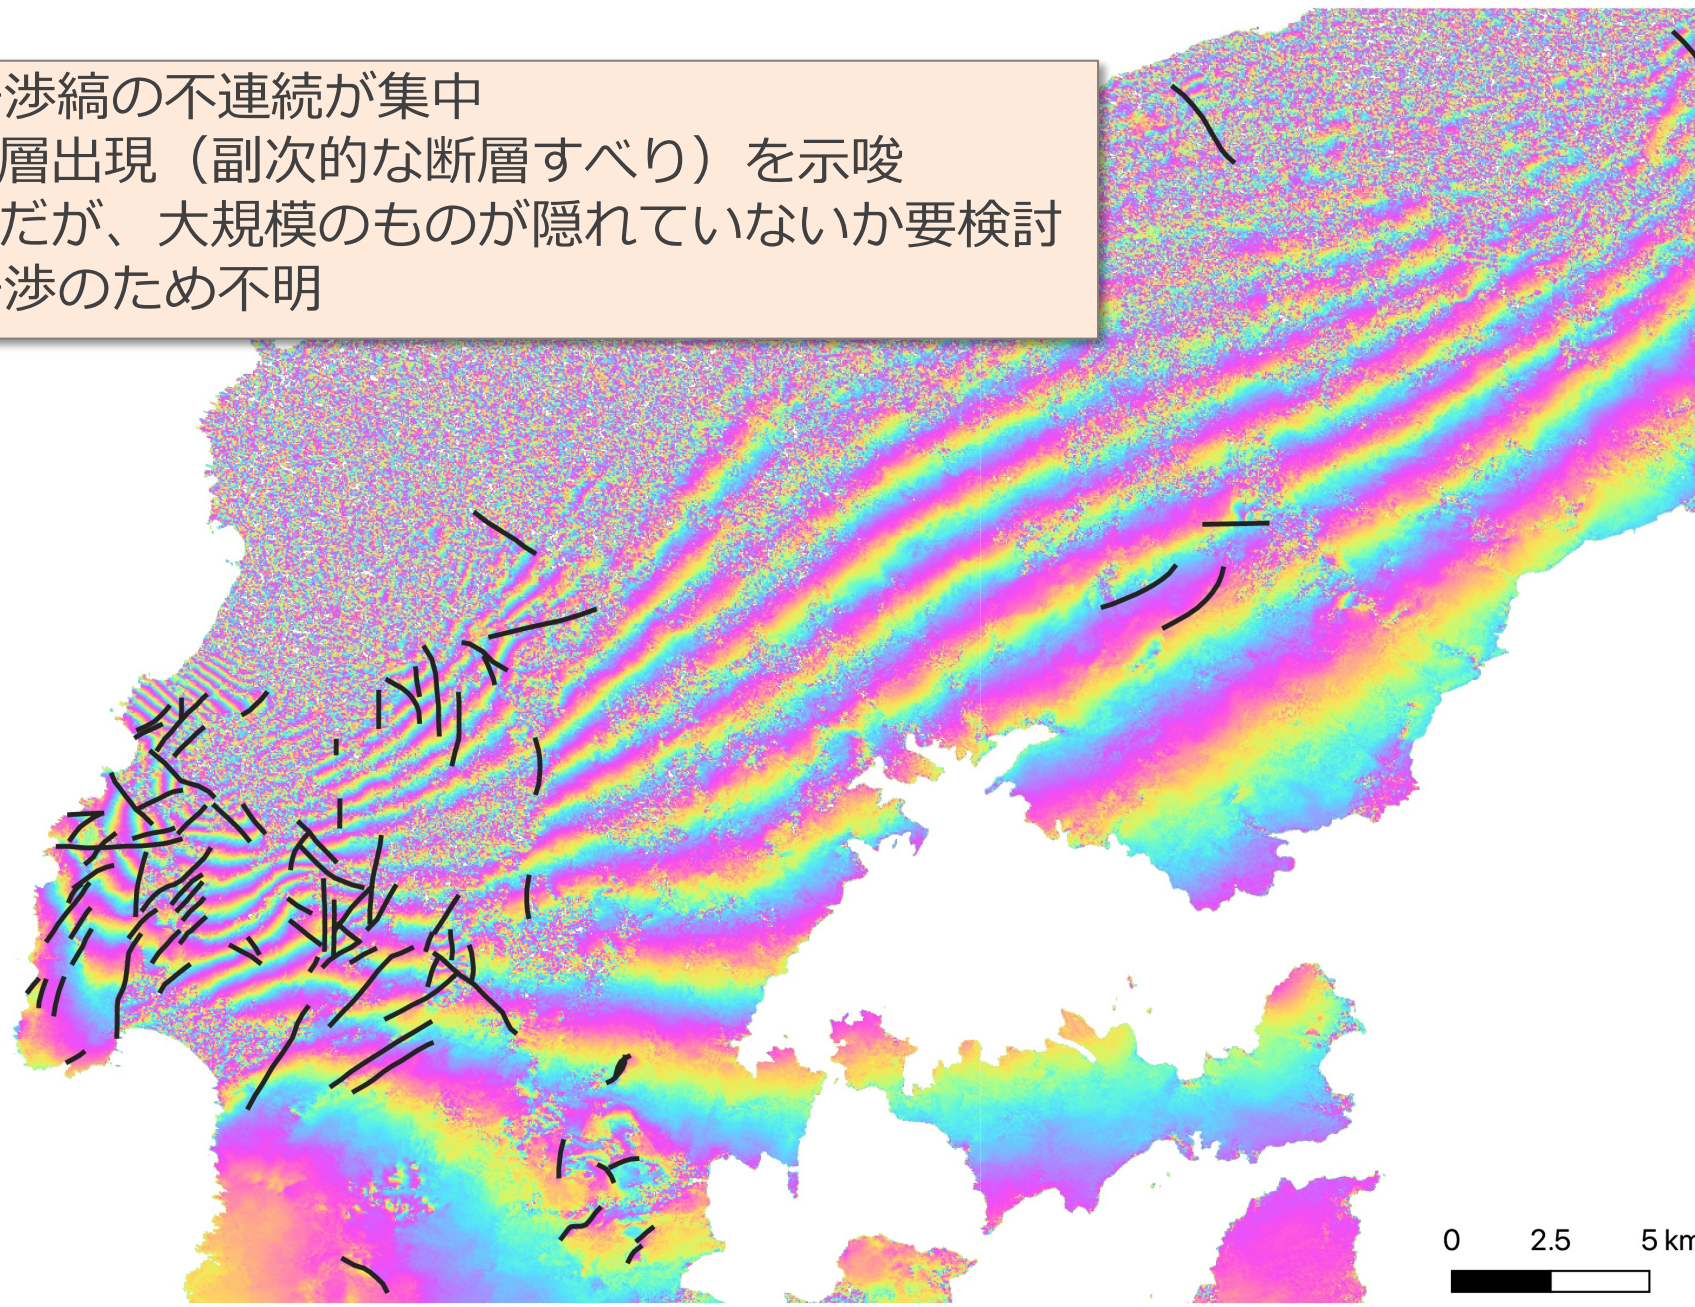 渉縞の不連続が集中
層出現（副次的な断層すべり）を示唆
だが、大規模のものが隠れていないか要検討
渉のため不明
0 2.5 5 km